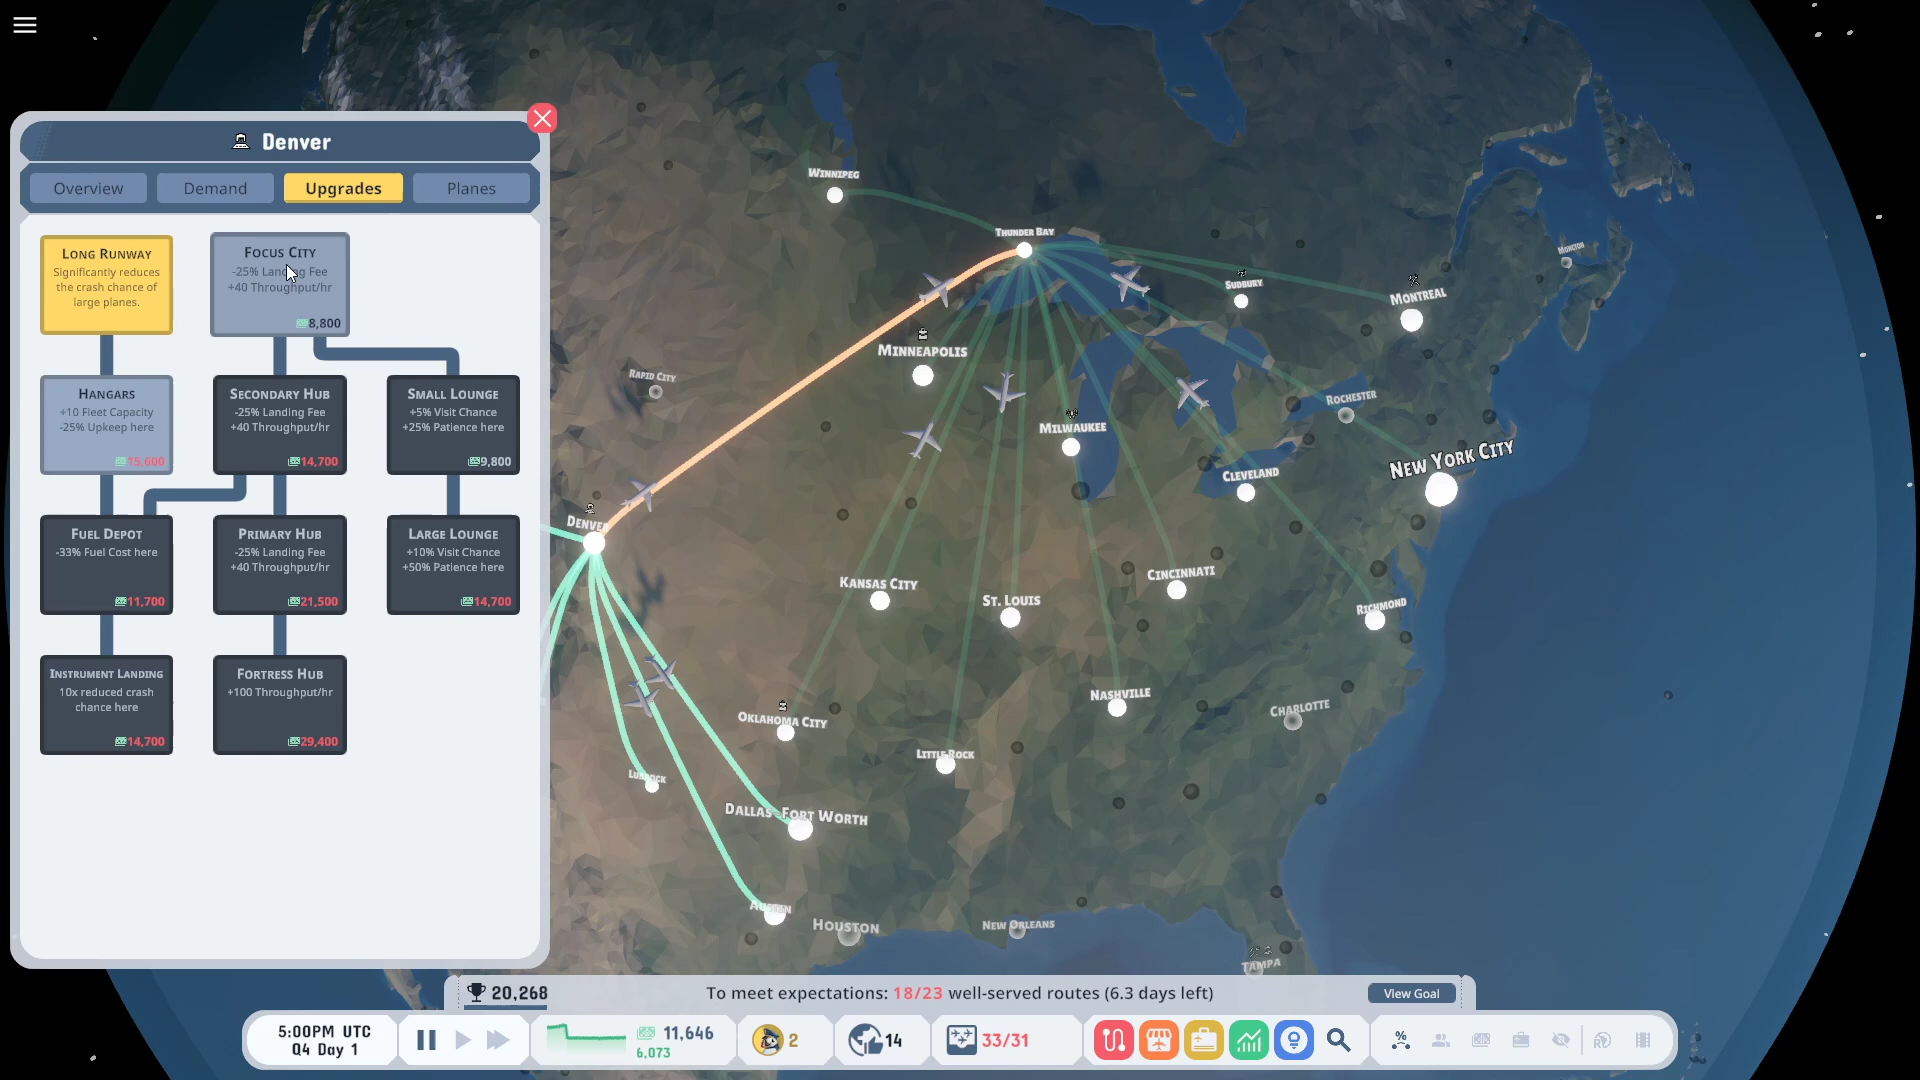 Denver
Overview
Demand
Upgrades
Planes
Long Runway
Significantly reduces
the crash chance of
large planes.
Focus City
-25% Landing Fee
+40 Throughput/hr
8,800
Hangars
+10 Fleet Capacity
-25% Upkeep here
15,600
Secondary Hub
-25% Landing Fee
+40 Throughput/hr
14,700
Small Lounge
+5% Visit Chance
+25% Patience here
9,800
Fuel Depot
-33% Fuel Cost here
11,700
Primary Hub
-25% Landing Fee
+40 Throughput/hr
21,500
Large Lounge
+10% Visit Chance
+50% Patience here
14,700
Instrument Landing
10x reduced crash
chance here
14,700
Fortress Hub
+100 Throughput/hr
29,400
Winnipeg
Thunder Bay
Moncton
Sudbury
Montreal
Minneapolis
Rapid City
Rochester
Milwaukee
New York City
Cleveland
Denver
Kansas City
Cincinnati
St. Louis
Richmond
Nashville
Charlotte
Oklahoma City
Little Rock
Lubbock
Dallas-Fort Worth
Austin
Houston
New Orleans
Tampa
20,268
To meet expectations: 18/23 well-served routes (6.3 days left)
View Goal
5:00PM UTC
Q4 Day 1
11,646
6,073
2
14
33/31